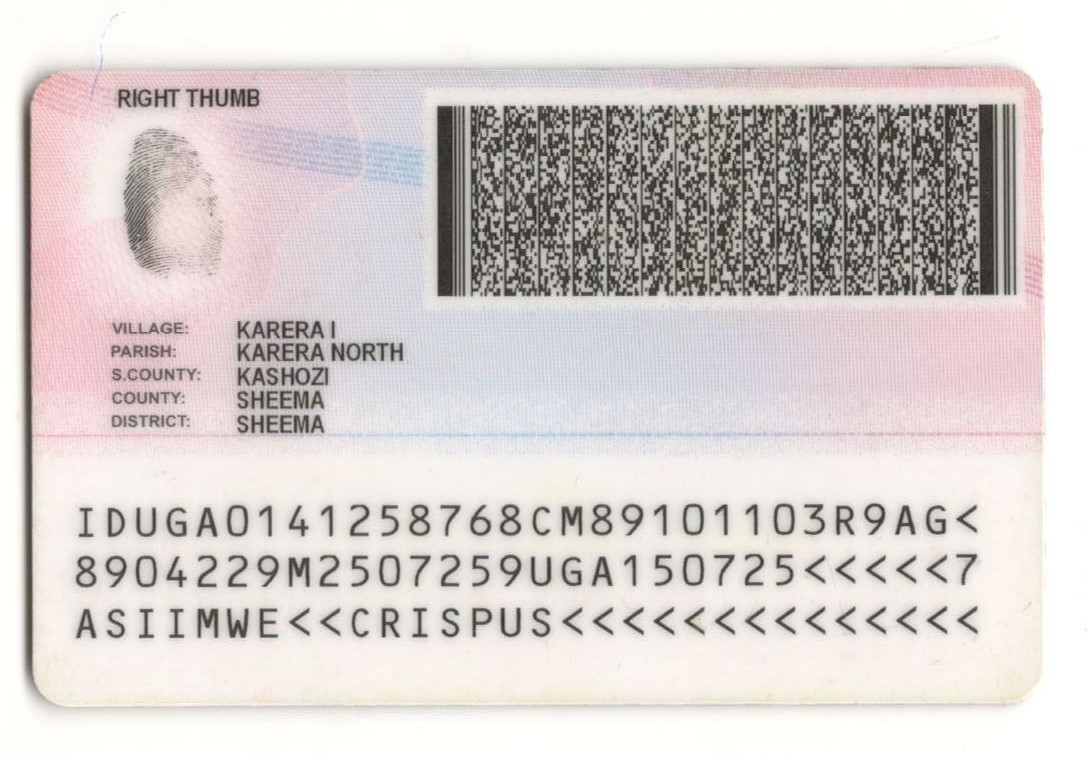 RIGHT THUMB
VILLAGE: KARERA I
PARISH: KARERA NORTH
S.COUNTY: KASHOZI
COUNTY: SHEEMA
DISTRICT: SHEEMA
IDUGA0141258768CM89101103R9AG<
8904229M2507259UGA150725<<<<<7
ASIIMWE<<CRISPUS<<<<<<<<<<<<<<